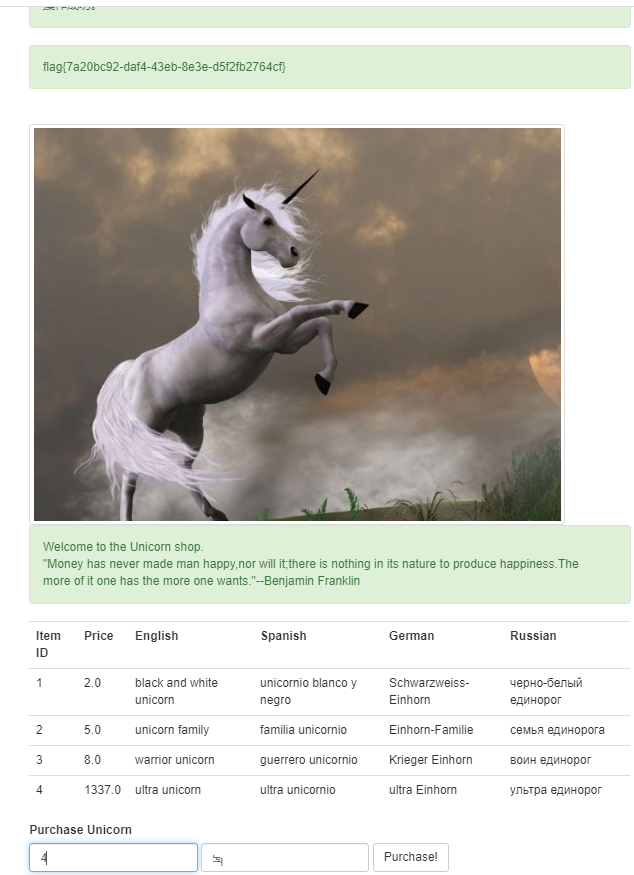 操作成功。
flag{7a20bc92-daf4-43eb-8e3e-d5f2fb2764cf}
Welcome to the Unicorn shop.
"Money has never made man happy,nor will it;there is nothing in its nature to produce happiness.The
more of it one has the more one wants."--Benjamin Franklin
Item ID Price English Spanish German Russian
1 2.0 black and white unicorn unicornio blanco y negro Schwarzweiss-Einhorn черно-белый единорог
2 5.0 unicorn family familia unicornio Einhorn-Familie семья единорога
3 8.0 warrior unicorn guerrero unicornio Krieger Einhorn воин единорог
4 1337.0 ultra unicorn ultra unicornio ultra Einhorn ультра единорог
Purchase Unicorn
4 Purchase!